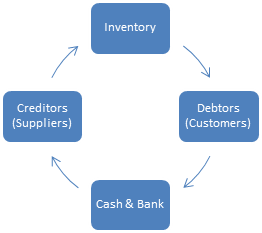 Inventory
Debtors
(Customers)
Cash & Bank
Creditors
(Suppliers)